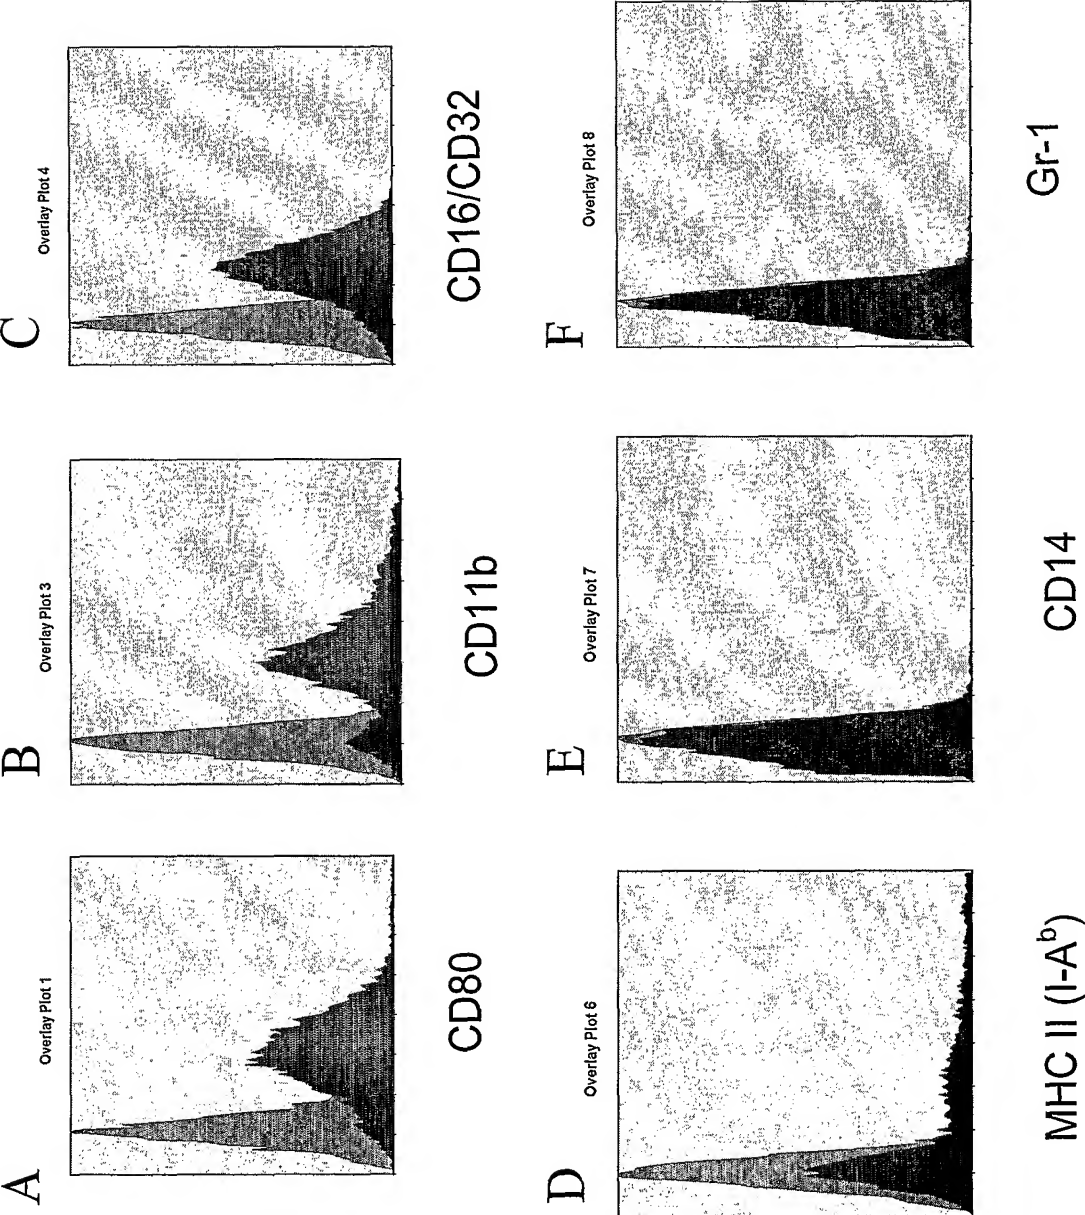 A
Overlay Plot 1
CD80
B
Overlay Plot 3
CD11b
C
Overlay Plot 4
CD16/CD32
D
Overlay Plot 6
MHC II (I-Aᵇ)
E
Overlay Plot 7
CD14
F
Overlay Plot 8
Gr-1